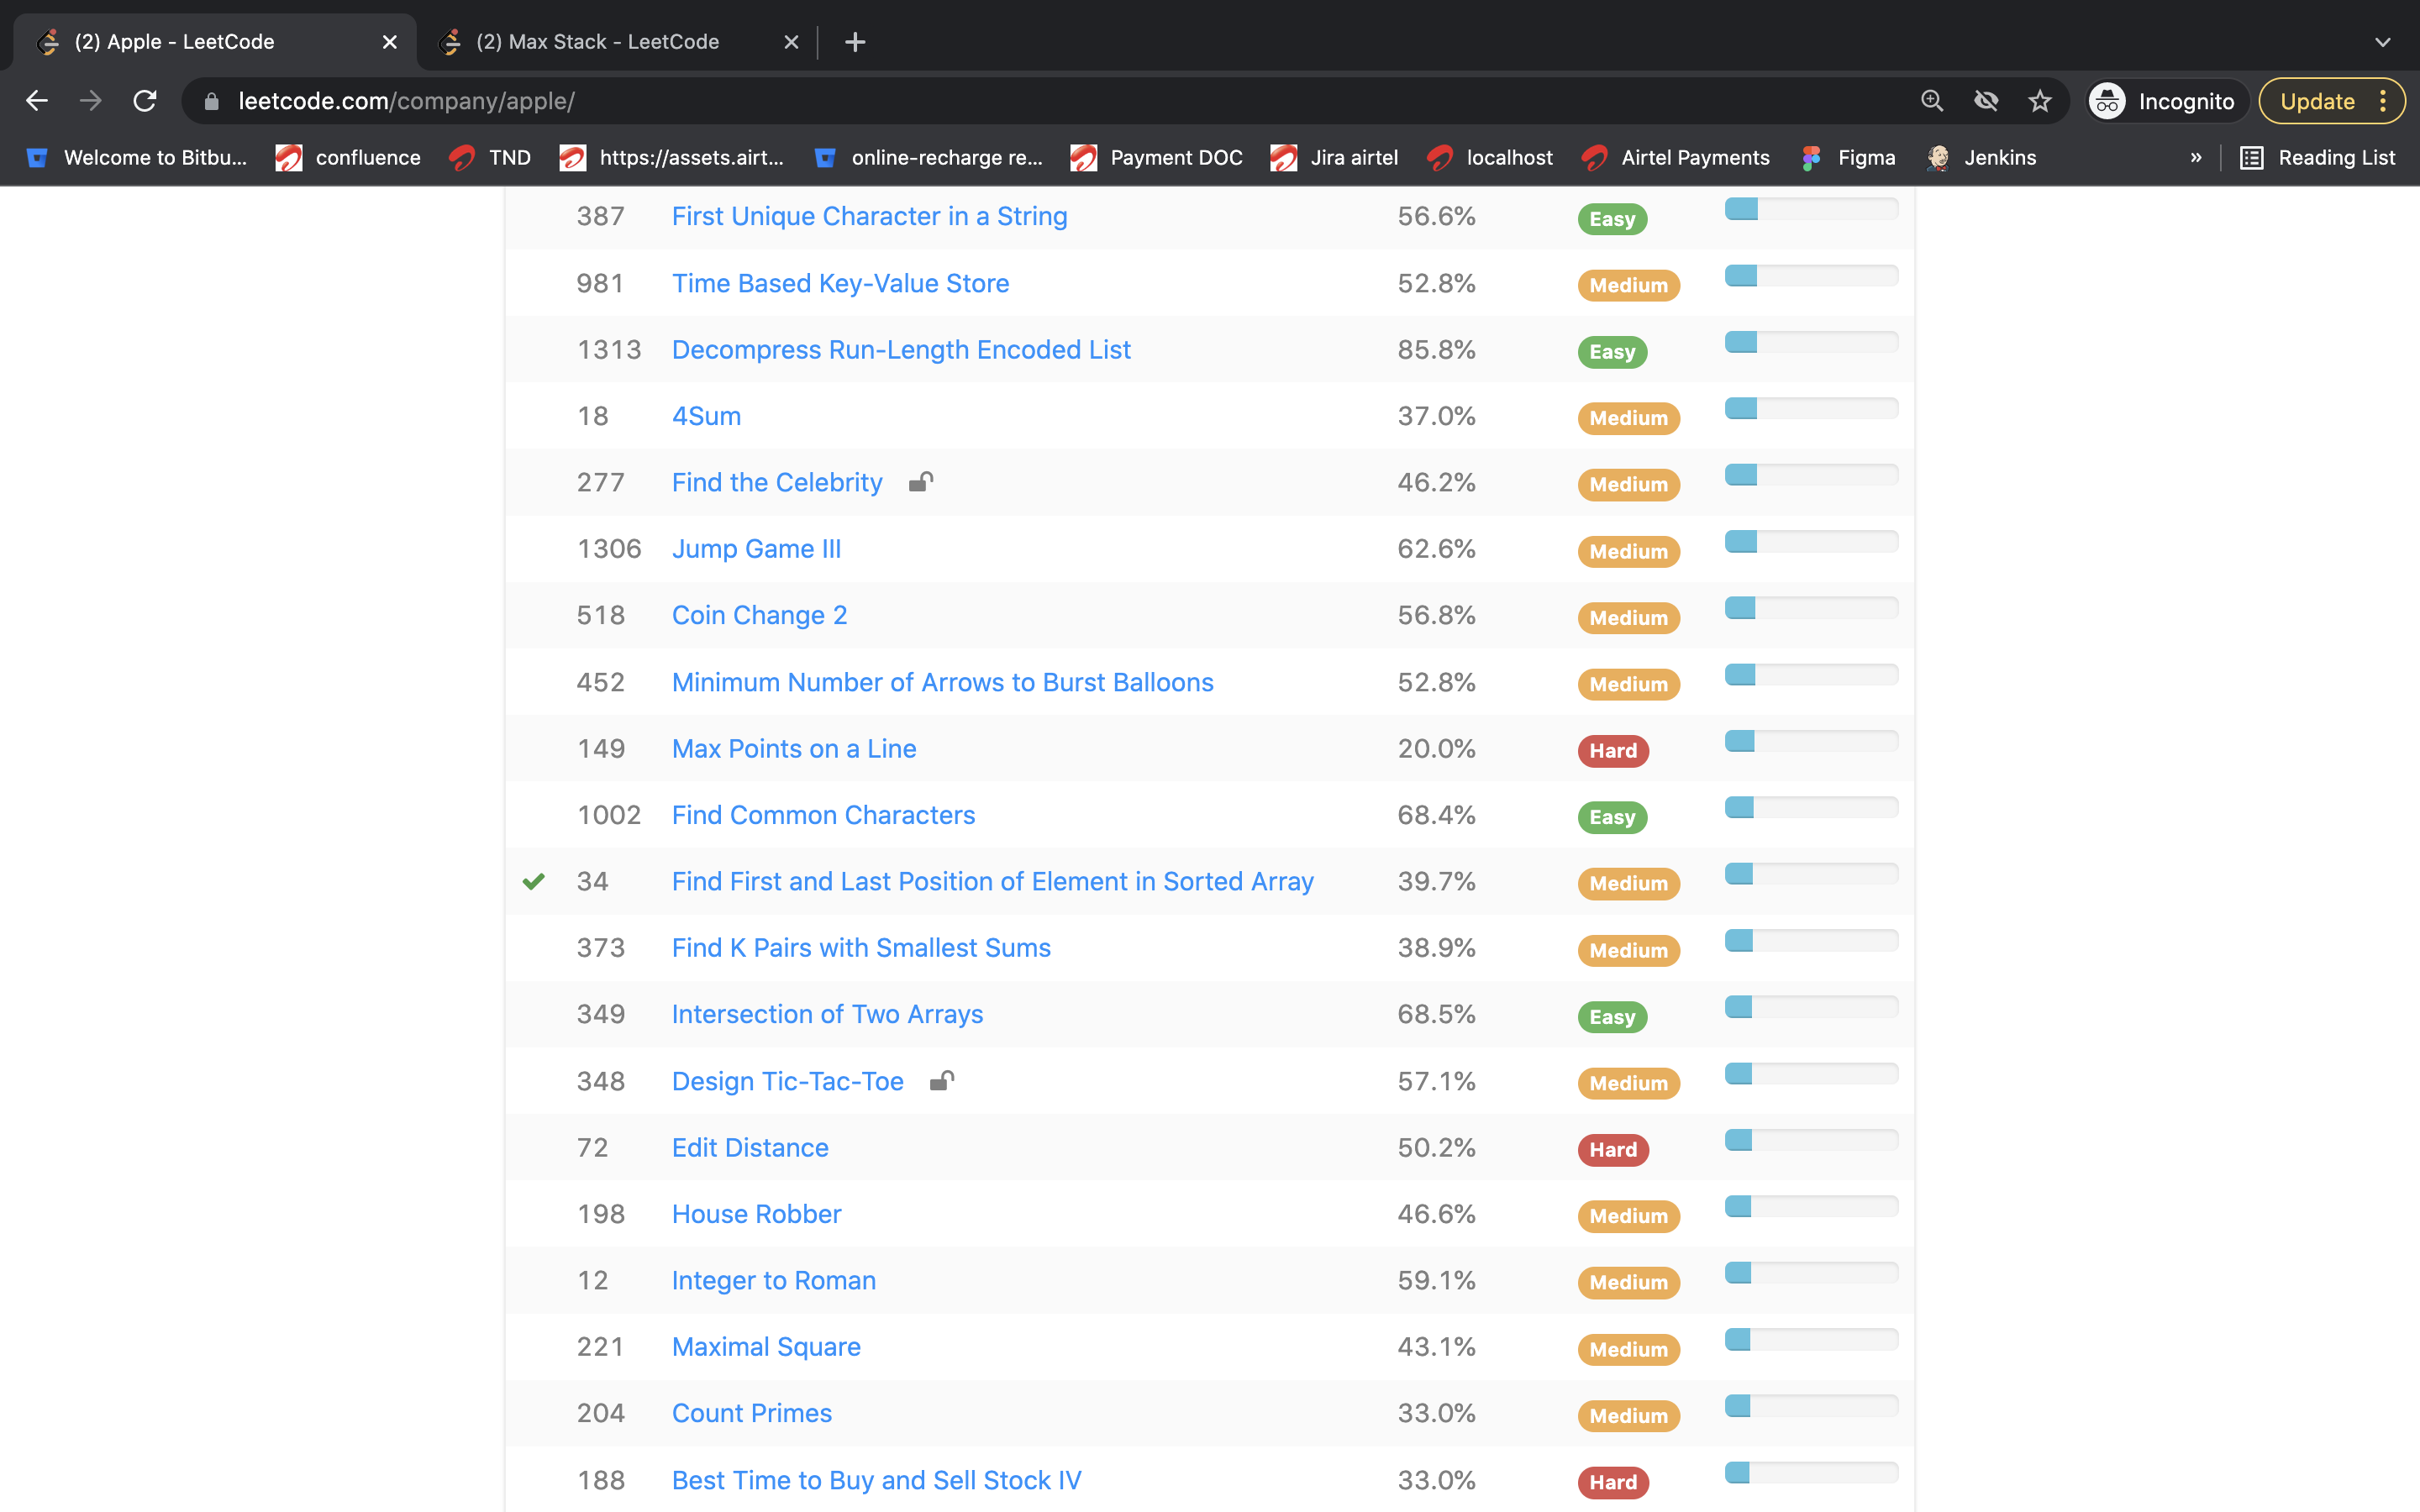 (2) Apple - LeetCode
(2) Max Stack - LeetCode
leetcode.com/company/apple/
Incognito
Update
Welcome to Bitbu... confluence TND https://assets.airt... online-recharge re... Payment DOC Jira airtel localhost Airtel Payments Figma Jenkins » Reading List
387 First Unique Character in a String 56.6% Easy
981 Time Based Key-Value Store 52.8% Medium
1313 Decompress Run-Length Encoded List 85.8% Easy
18 4Sum 37.0% Medium
277 Find the Celebrity 46.2% Medium
1306 Jump Game III 62.6% Medium
518 Coin Change 2 56.8% Medium
452 Minimum Number of Arrows to Burst Balloons 52.8% Medium
149 Max Points on a Line 20.0% Hard
1002 Find Common Characters 68.4% Easy
34 Find First and Last Position of Element in Sorted Array 39.7% Medium
373 Find K Pairs with Smallest Sums 38.9% Medium
349 Intersection of Two Arrays 68.5% Easy
348 Design Tic-Tac-Toe 57.1% Medium
72 Edit Distance 50.2% Hard
198 House Robber 46.6% Medium
12 Integer to Roman 59.1% Medium
221 Maximal Square 43.1% Medium
204 Count Primes 33.0% Medium
188 Best Time to Buy and Sell Stock IV 33.0% Hard